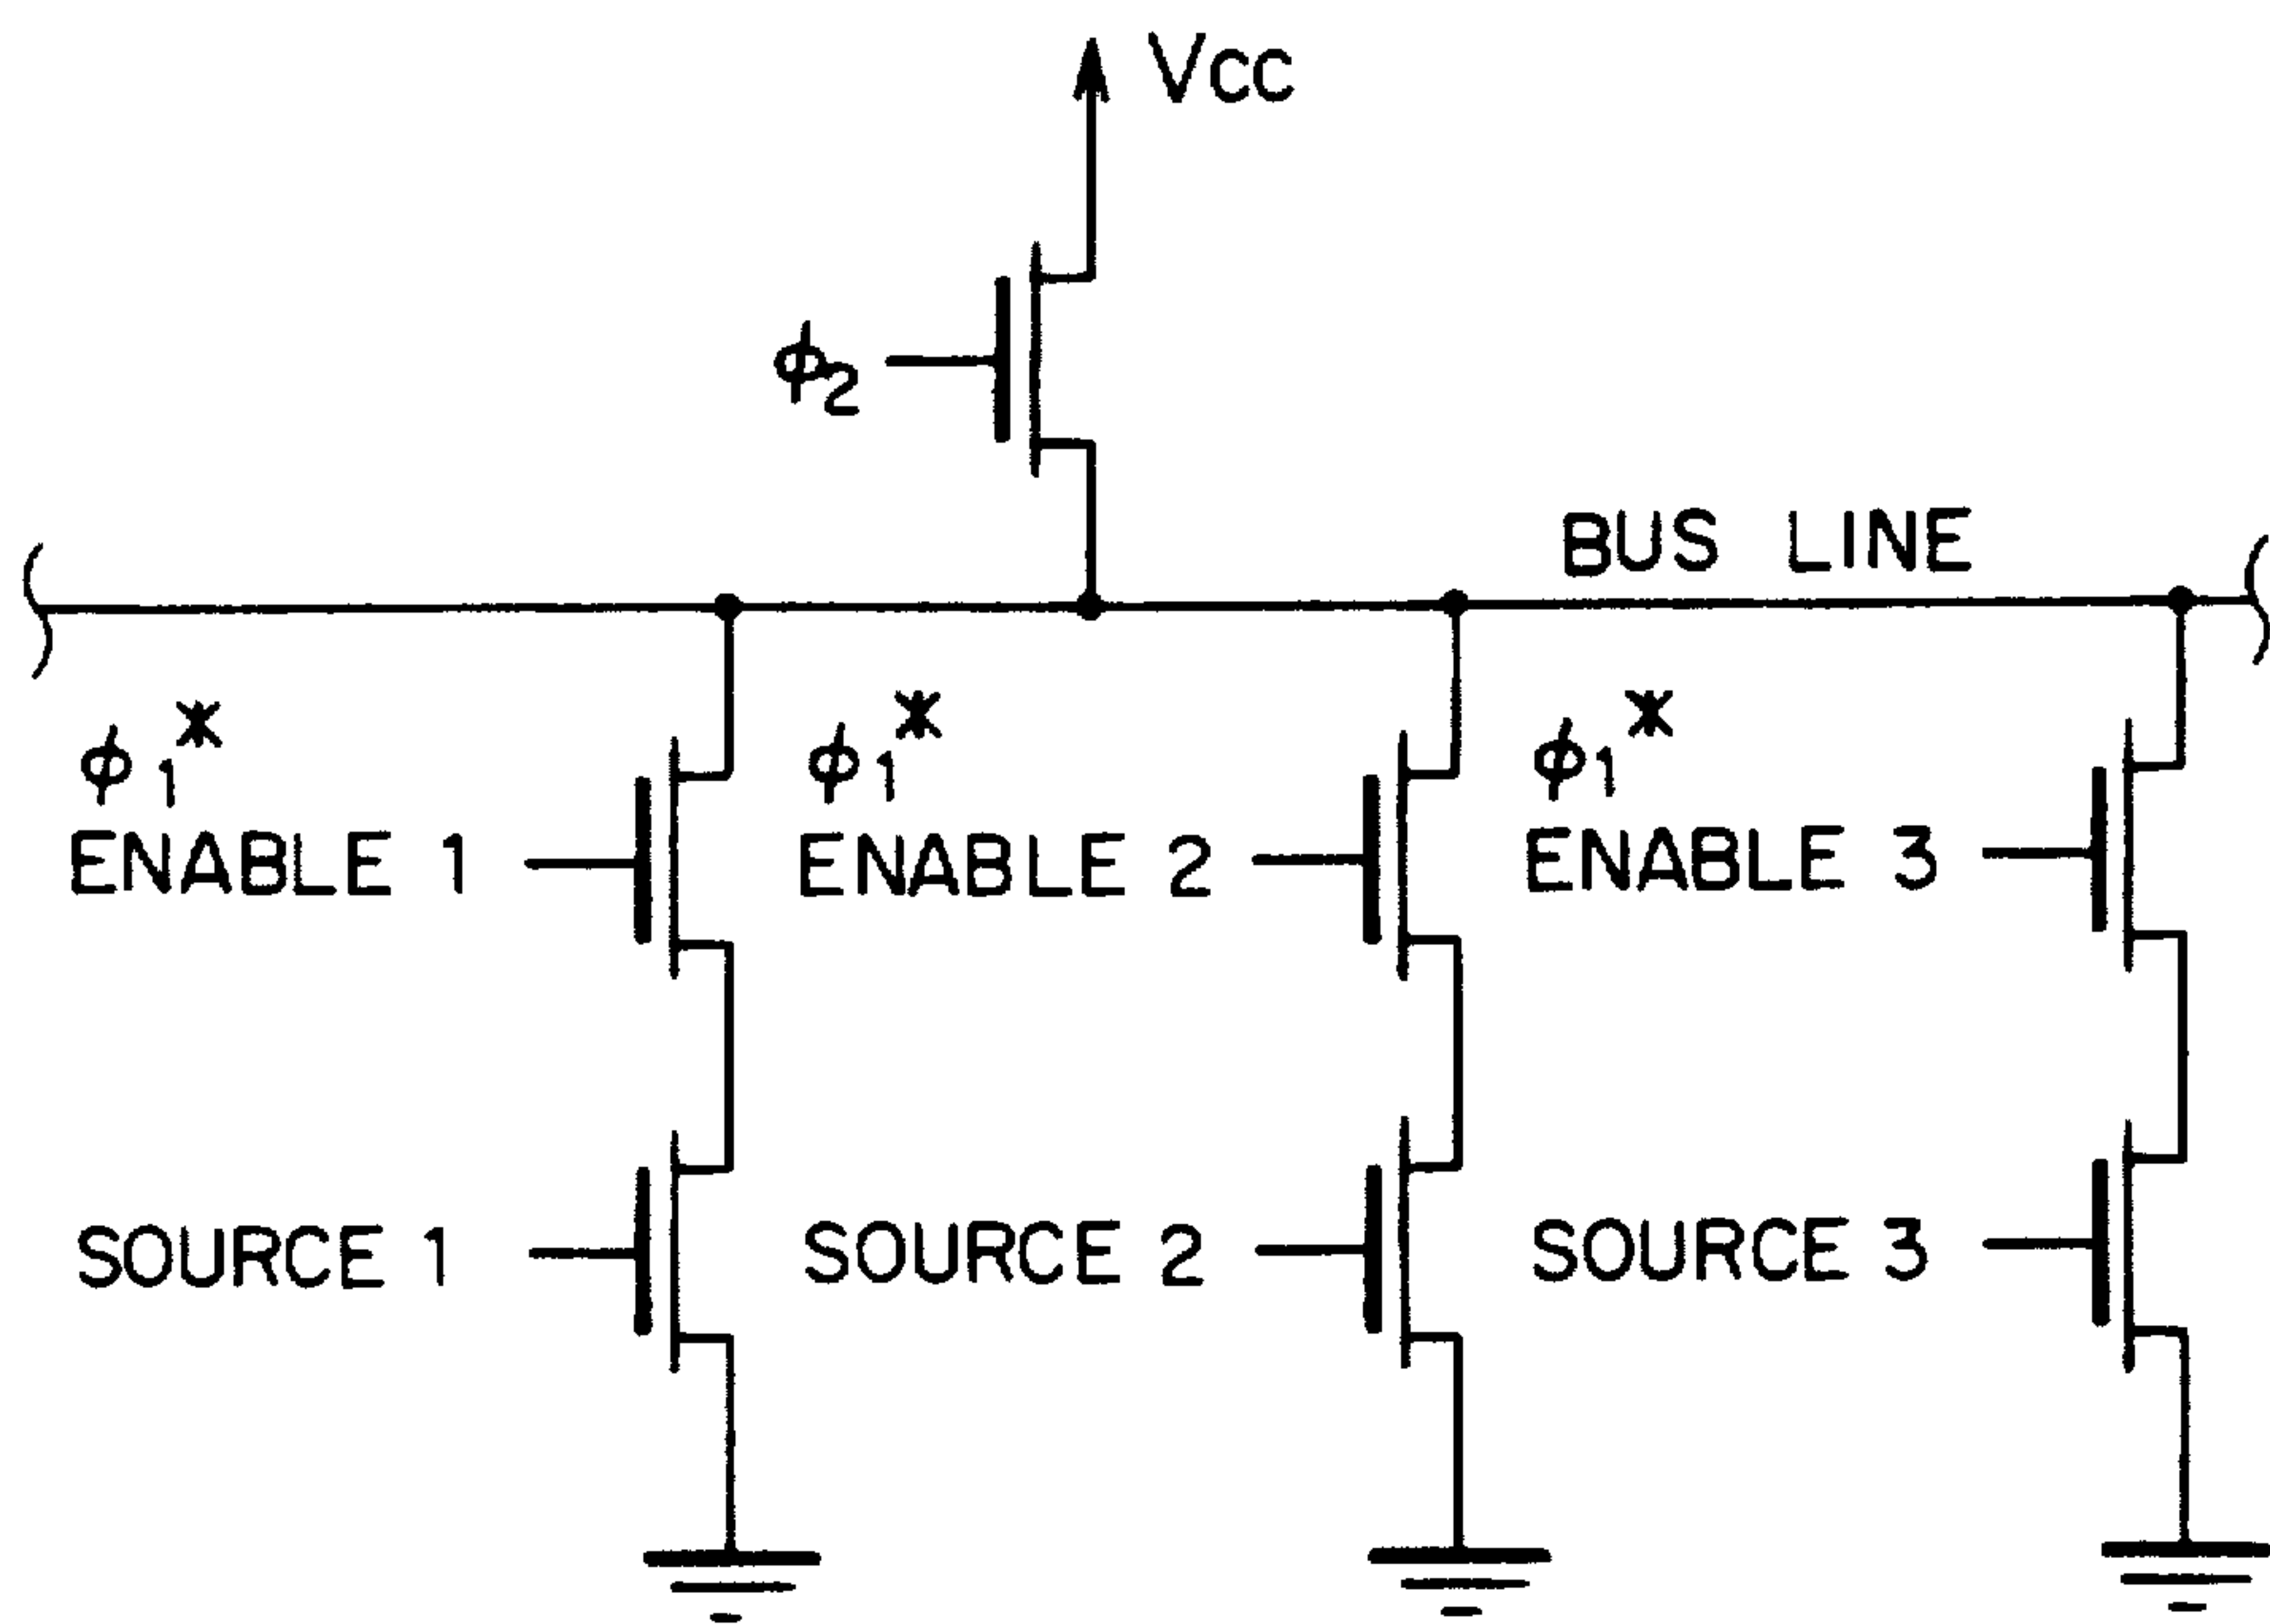 Vcc
ϕ2
BUS LINE
ϕ1*
ENABLE 1
ϕ1*
ENABLE 2
ϕ1*
ENABLE 3
SOURCE 1
SOURCE 2
SOURCE 3